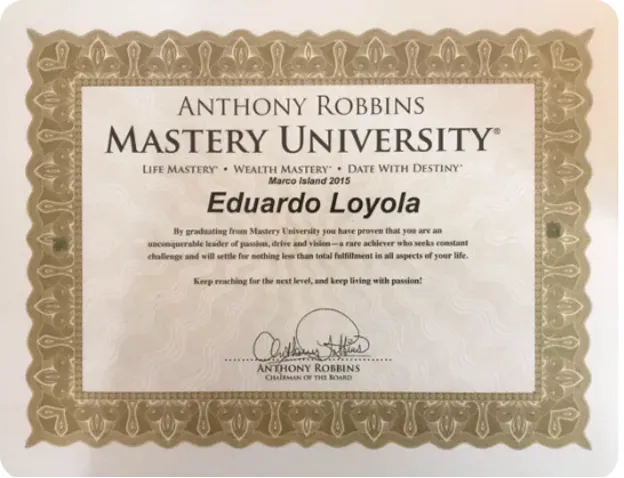 ANTHONY ROBBINS
MASTERY UNIVERSITY®
LIFE MASTERY® • WEALTH MASTERY® • DATE WITH DESTINY®
Marco Island 2015
Eduardo Loyola
By graduating from Mastery University you have proven that you are an
unconquerable leader of passion, drive and vision—a rare achiever who seeks constant
challenge and will settle for nothing less than total fulfillment in all aspects of your life.
Keep reaching for the next level, and keep living with passion!
Anthony Robbins
ANTHONY ROBBINS
CHAIRMAN OF THE BOARD